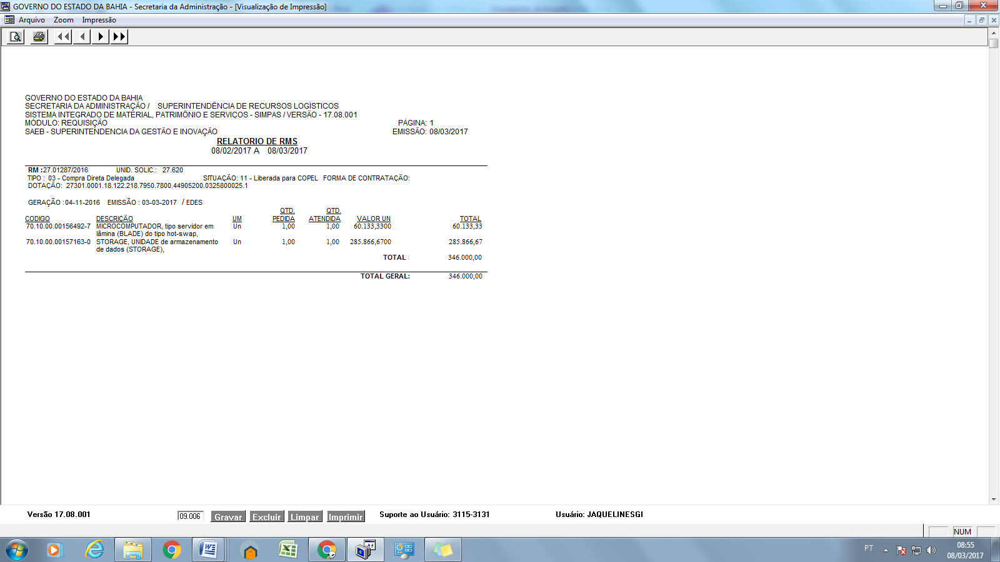 GOVERNO DO ESTADO DA BAHIA - Secretaria da Administração - [Visualização de Impressão]
Arquivo Zoom Impressão
GOVERNO DO ESTADO DA BAHIA
SECRETARIA DA ADMINISTRAÇÃO / SUPERINTENDÊNCIA DE RECURSOS LOGÌSTICOS
SISTEMA INTEGRADO DE MATERIAL, PATRIMÔNIO E SERVIÇOS - SIMPAS / VERSÃO - 17.08.001
MÓDULO: REQUISIÇÃO PÁGINA: 1
SAEB - SUPERINTENDENCIA DA GESTÃO E INOVAÇÃO EMISSÃO: 08/03/2017
RELATORIO DE RMS
08/02/2017 A 08/03/2017
RM : 27.01287/2016 UNID. SOLIC.: 27.620
TIPO : 03 - Compra Direta Delegada SITUAÇÃO: 11 - Liberada para COPEL FORMA DE CONTRATAÇÃO:
DOTAÇÃO: 27301.0001.18.122.218.7950.7800.44905200.0325800025.1
GERAÇÃO : 04-11-2016 EMISSÃO : 03-03-2017 / EDES
QTD. QTD.
CODIGO DESCRIÇÃO UM PEDIDA ATENDIDA VALOR UN TOTAL
70.10.00.00156492-7 MICROCOMPUTADOR, tipo servidor em Un 1,00 1,00 60.133,3300 60.133,33
lâmina (BLADE) do tipo hot-swap,
70.10.00.00157163-0 STORAGE, UNIDADE de armazenamento Un 1,00 1,00 285.866,6700 285.866,67
de dados (STORAGE),
TOTAL : 346.000,00
TOTAL GERAL: 346.000,00
Versão 17.08.001 09.006 Gravar Excluir Limpar Imprimir Suporte ao Usuário: 3115-3131 Usuário: JAQUELINESGI
NUM
PT 08:55
08/03/2017